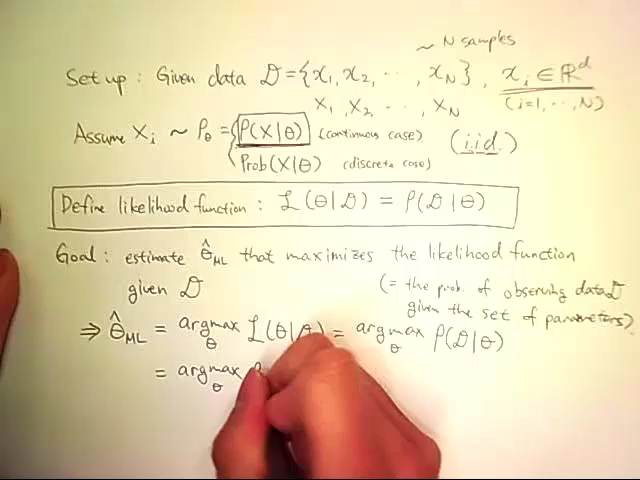 ~ N samples
Set up : Given data D = {x₁, x₂, ⋯, x_N}, x_i ∈ ℝ^d
X₁, X₂, ⋯, X_N (i=1, ⋯, N)
Assume X_i ~ P_θ = { P(X|θ) (continuous case) (i.i.d.)
Prob(X|θ) (discrete case)
Define likelihood function : L(θ|D) = P(D|θ)
Goal : estimate θ̂_ML that maximizes the likelihood function
given D (= the prob. of observing data D
given the set of parameters)
⇒ θ̂_ML = argmax_θ L(θ|D) = argmax_θ P(D|θ)
= argmax_θ